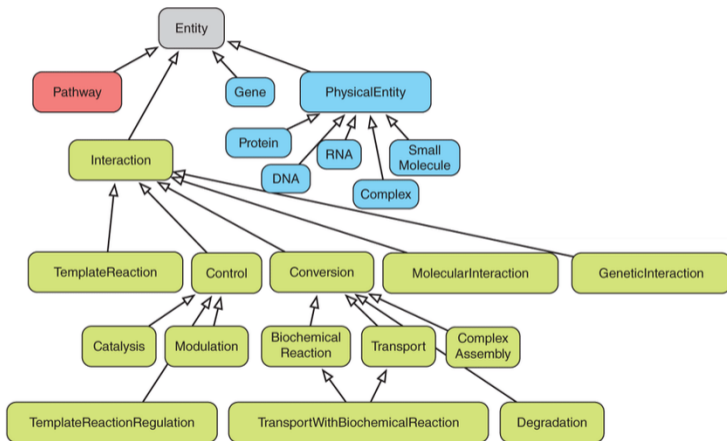 Entity
Pathway
Gene
PhysicalEntity
Protein
RNA
Small
Molecule
Interaction
DNA
Complex
TemplateReaction
Control
Conversion
MolecularInteraction
GeneticInteraction
Catalysis
Modulation
Biochemical
Reaction
Transport
Complex
Assembly
TemplateReactionRegulation
TransportWithBiochemicalReaction
Degradation